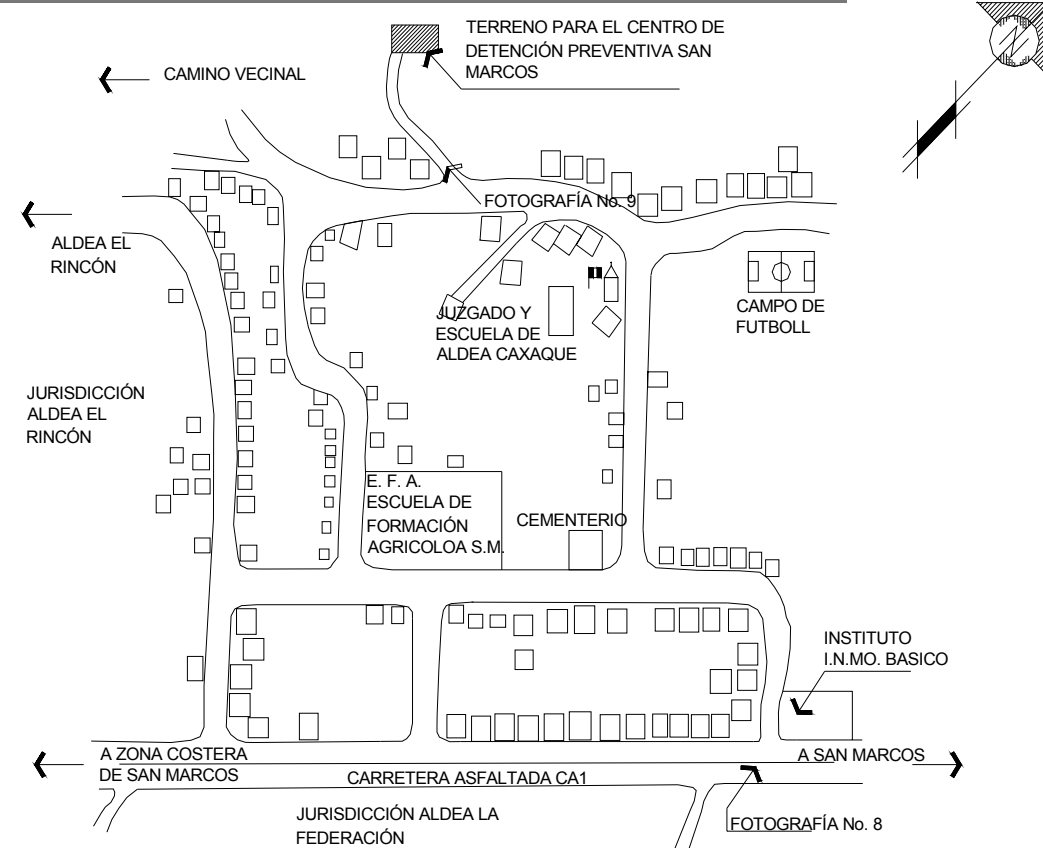 TERRENO PARA EL CENTRO DE
DETENCIÓN PREVENTIVA SAN
MARCOS
CAMINO VECINAL
FOTOGRAFÍA No. 9
ALDEA EL
RINCÓN
JUZGADO Y
ESCUELA DE
ALDEA CAXAQUE
CAMPO DE
FUTBOLL
JURISDICCIÓN
ALDEA EL
RINCÓN
E. F. A.
ESCUELA DE
FORMACIÓN
AGRICOLOA S.M.
CEMENTERIO
INSTITUTO
I.N.MO. BASICO
A ZONA COSTERA
DE SAN MARCOS
CARRETERA ASFALTADA CA1
A SAN MARCOS
JURISDICCIÓN ALDEA LA
FEDERACIÓN
FOTOGRAFÍA No. 8